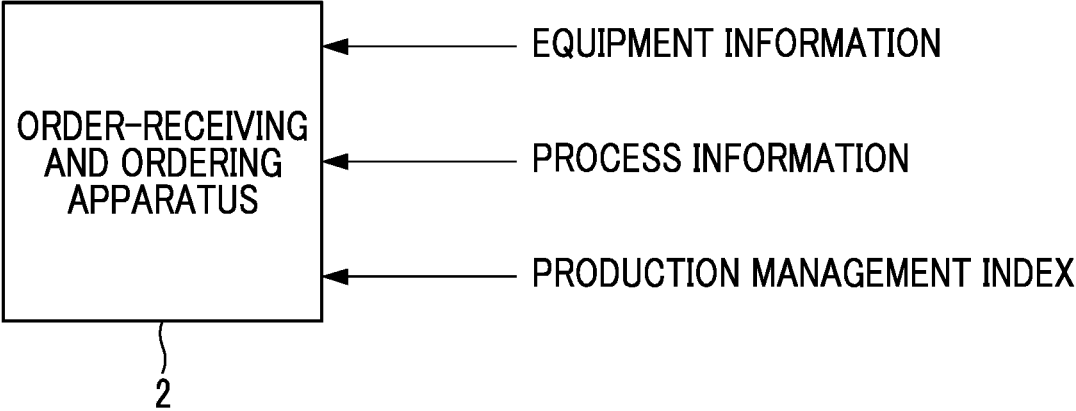 EQUIPMENT INFORMATION
ORDER-RECEIVING
AND ORDERING
APPARATUS
PROCESS INFORMATION
PRODUCTION MANAGEMENT INDEX
2